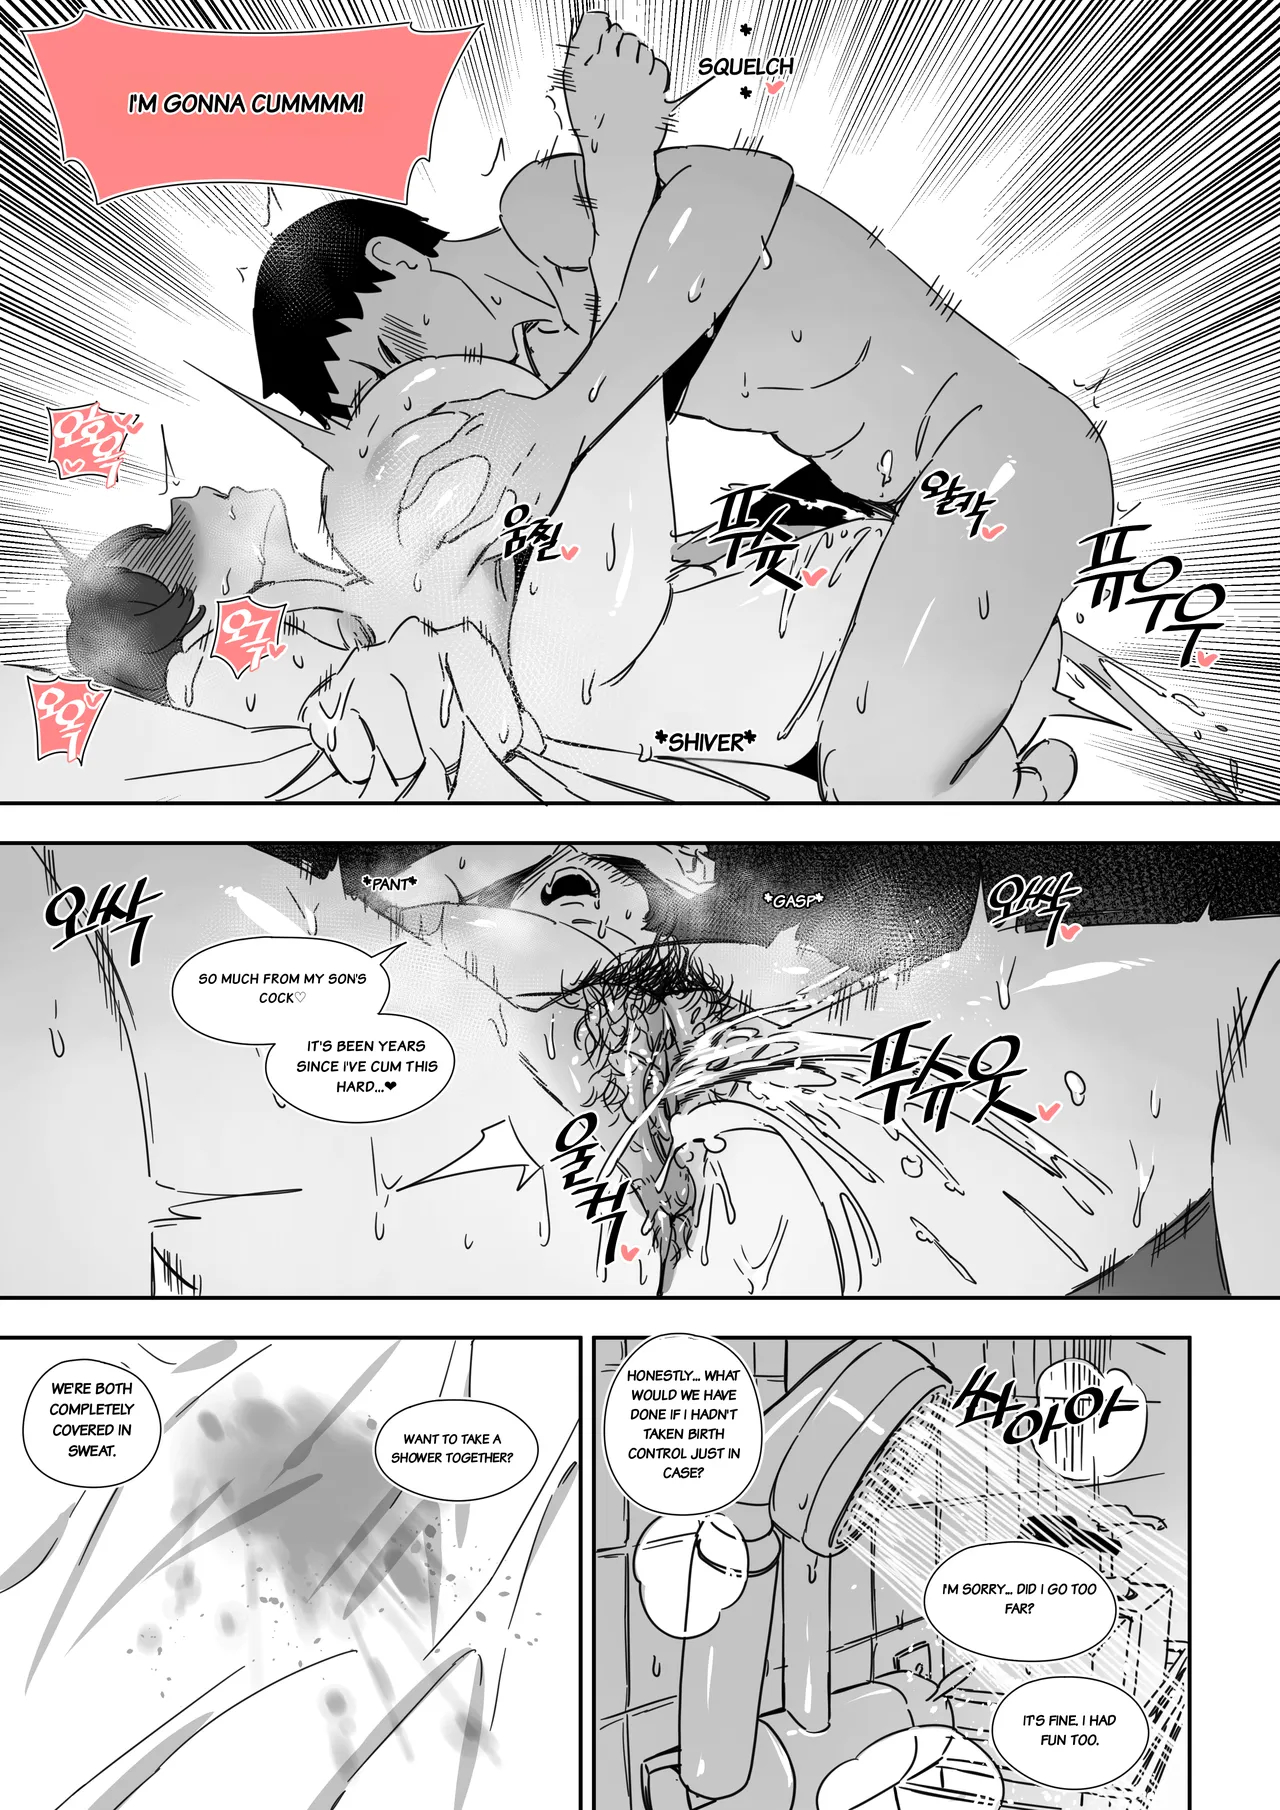 I'M GONNA CUMMMM!
*
SQUELCH
*
오호옥
움찔
푸슛
왈칵
퓨우우
오옥
오옥
*SHIVER*
오싹
*PANT*
*GASP*
오싹
SO MUCH FROM MY SON'S
COCK♡
IT'S BEEN YEARS
SINCE I'VE CUM THIS
HARD...❤
푸슈웃
울컥
WE'RE BOTH
COMPLETELY
COVERED IN
SWEAT.
WANT TO TAKE A
SHOWER TOGETHER?
HONESTLY... WHAT
WOULD WE HAVE
DONE IF I HADN'T
TAKEN BIRTH
CONTROL JUST IN
CASE?
쏴아아
I'M SORRY... DID I GO TOO
FAR?
IT'S FINE. I HAD
FUN TOO.